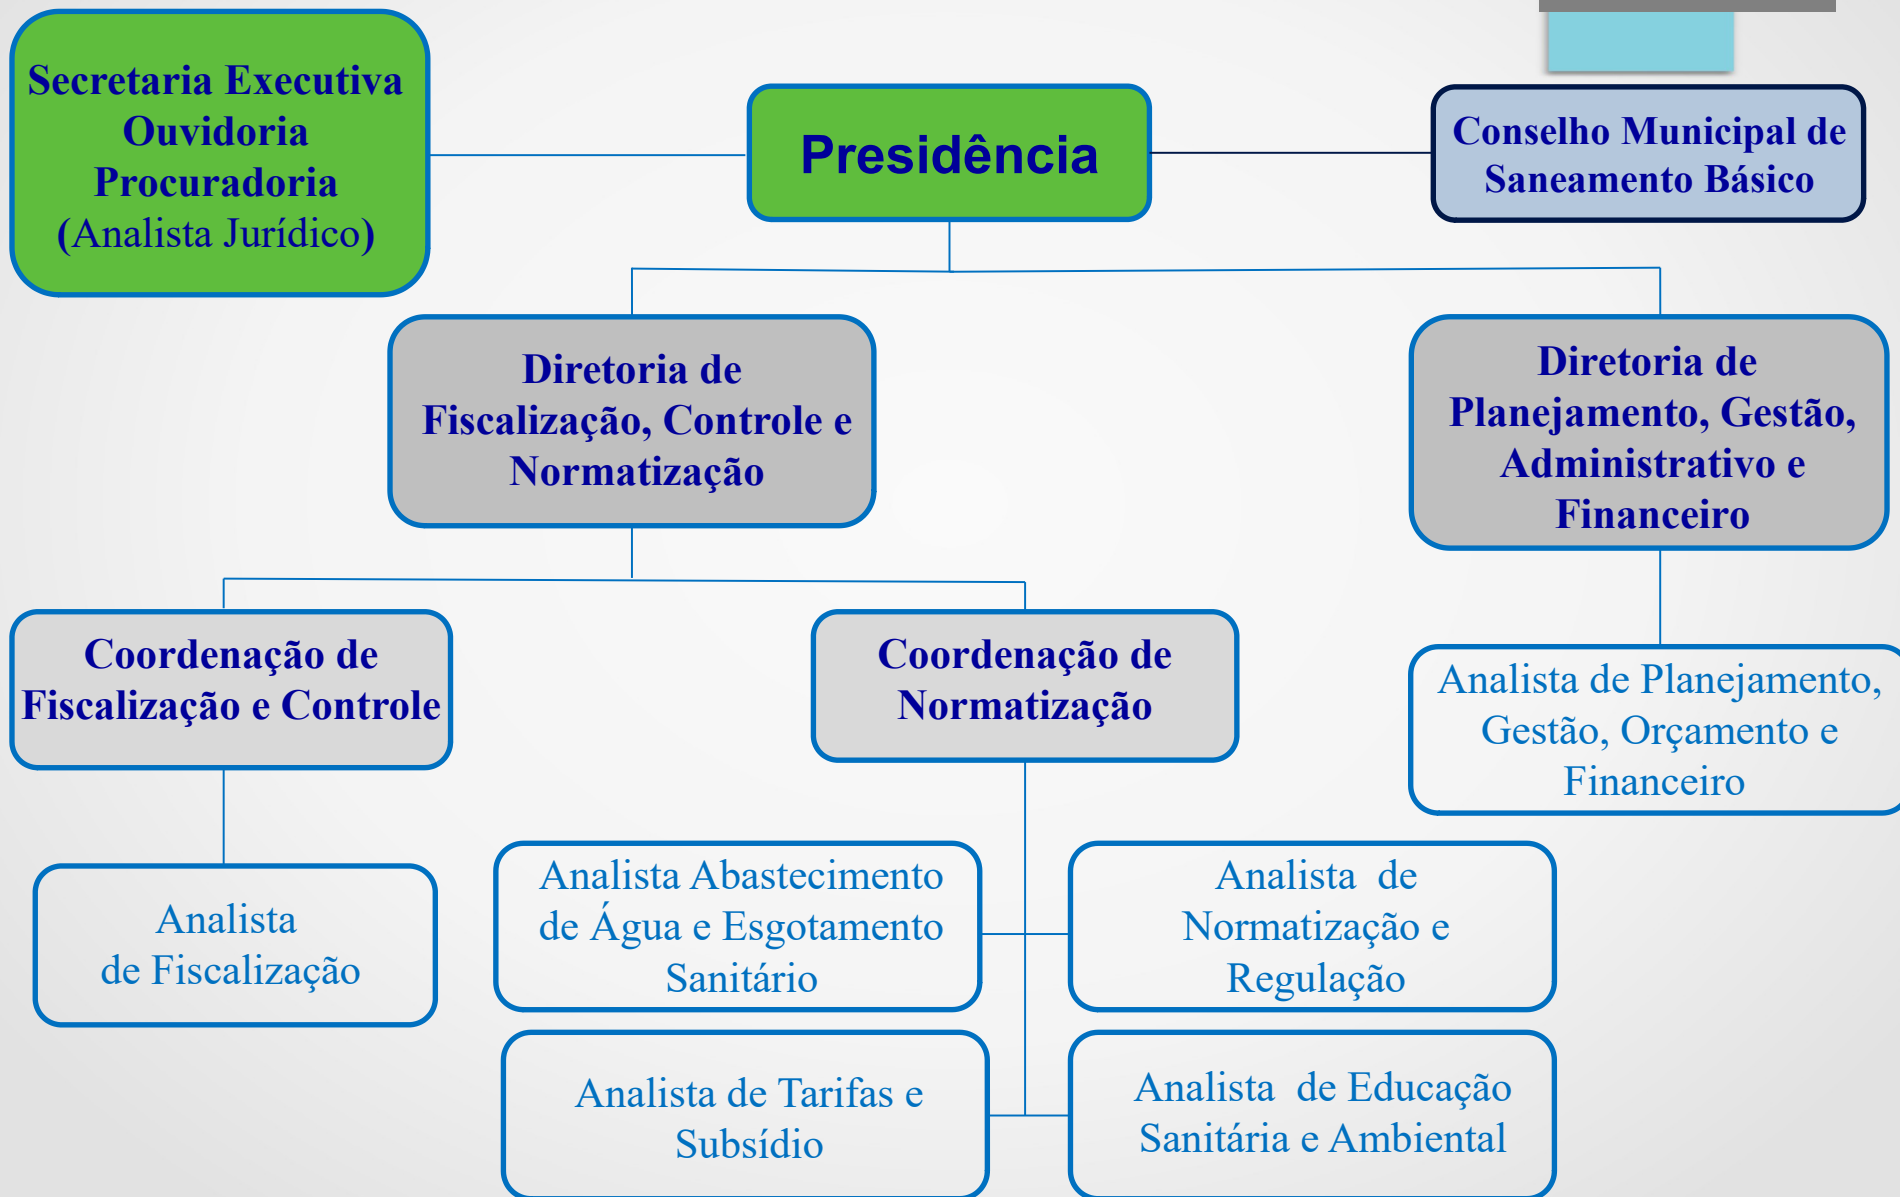 Secretaria Executiva
Ouvidoria
Procuradoria
(Analista Jurídico)
Presidência
Conselho Municipal de
Saneamento Básico
Diretoria de
Fiscalização, Controle e
Normatização
Diretoria de
Planejamento, Gestão,
Administrativo e
Financeiro
Coordenação de
Fiscalização e Controle
Coordenação de
Normatização
Analista de Planejamento,
Gestão, Orçamento e
Financeiro
Analista
de Fiscalização
Analista Abastecimento
de Água e Esgotamento
Sanitário
Analista  de
Normatização e
Regulação
Analista de Tarifas e
Subsídio
Analista  de Educação
Sanitária e Ambiental